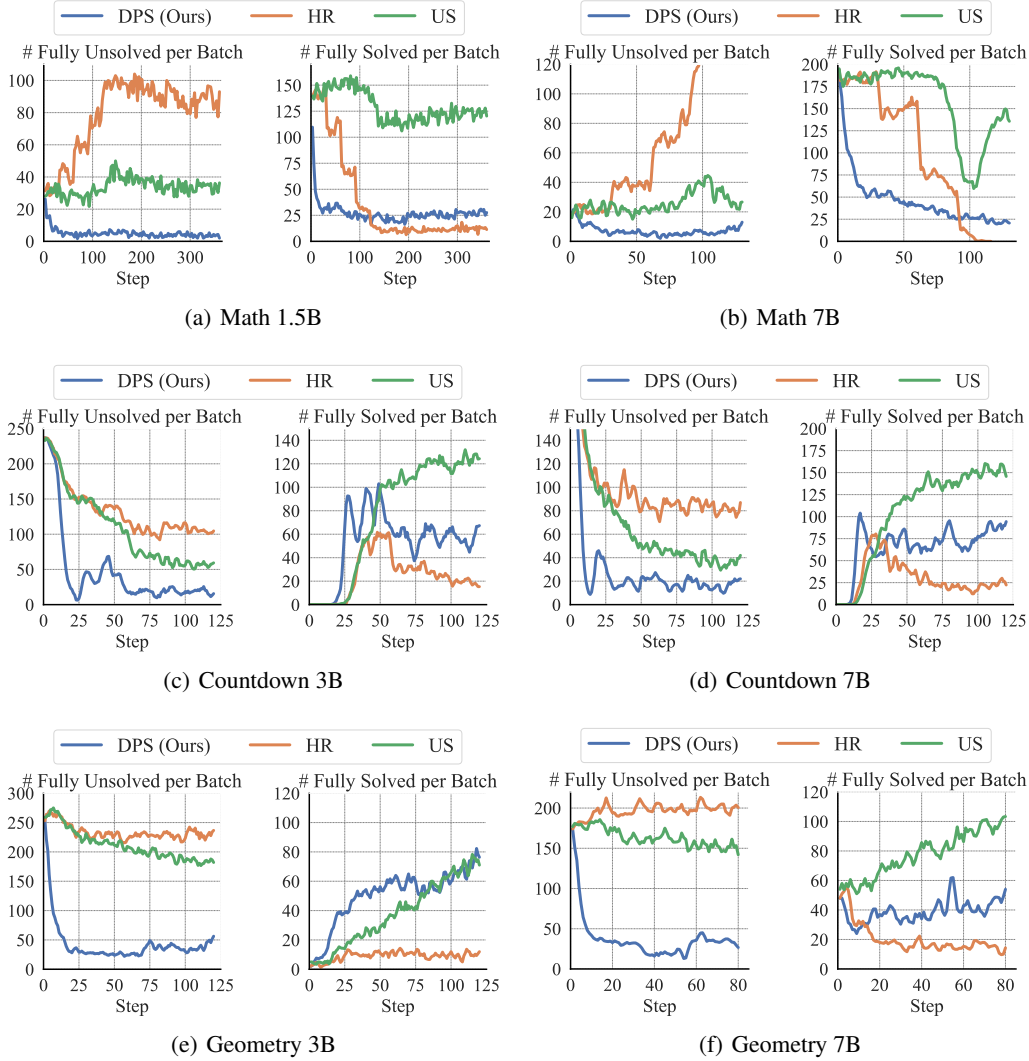 DPS (Ours) HR US
# Fully Unsolved per Batch # Fully Solved per Batch
100 80 60 40 20 0
175 150 125 100 75 50 25 0
0 100 200 300 0 100 200 300
Step Step
(a) Math 1.5B
DPS (Ours) HR US
# Fully Unsolved per Batch # Fully Solved per Batch
120 100 80 60 40 20 0
200 175 150 125 100 75 50 25 0
0 50 100 0 50 100
Step Step
(b) Math 7B
DPS (Ours) HR US
# Fully Unsolved per Batch # Fully Solved per Batch
250 200 150 100 50 0
140 120 100 80 60 40 20 0
0 25 50 75 100 125 0 25 50 75 100 125
Step Step
(c) Countdown 3B
DPS (Ours) HR US
# Fully Unsolved per Batch # Fully Solved per Batch
140 120 100 80 60 40 20 0
200 175 150 125 100 75 50 25 0
0 25 50 75 100 125 0 25 50 75 100 125
Step Step
(d) Countdown 7B
DPS (Ours) HR US
# Fully Unsolved per Batch # Fully Solved per Batch
300 250 200 150 100 50 0
120 100 80 60 40 20 0
0 25 50 75 100 125 0 25 50 75 100 125
Step Step
(e) Geometry 3B
DPS (Ours) HR US
# Fully Unsolved per Batch # Fully Solved per Batch
200 150 100 50 0
120 100 80 60 40 20 0
0 20 40 60 80 0 20 40 60 80
Step Step
(f) Geometry 7B